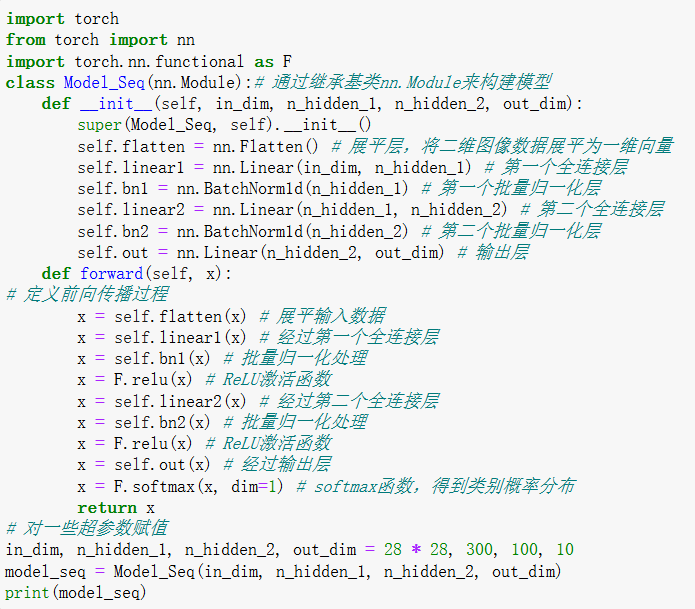 import torch
from torch import nn
import torch.nn.functional as F
class Model_Seq(nn.Module):# 通过继承基类nn.Module来构建模型
    def __init__(self, in_dim, n_hidden_1, n_hidden_2, out_dim):
        super(Model_Seq, self).__init__()
        self.flatten = nn.Flatten() # 展平层，将二维图像数据展平为一维向量
        self.linear1 = nn.Linear(in_dim, n_hidden_1) # 第一个全连接层
        self.bn1 = nn.BatchNorm1d(n_hidden_1) # 第一个批量归一化层
        self.linear2 = nn.Linear(n_hidden_1, n_hidden_2) # 第二个全连接层
        self.bn2 = nn.BatchNorm1d(n_hidden_2) # 第二个批量归一化层
        self.out = nn.Linear(n_hidden_2, out_dim) # 输出层
    def forward(self, x):
# 定义前向传播过程
        x = self.flatten(x) # 展平输入数据
        x = self.linear1(x) # 经过第一个全连接层
        x = self.bn1(x) # 批量归一化处理
        x = F.relu(x) # ReLU激活函数
        x = self.linear2(x) # 经过第二个全连接层
        x = self.bn2(x) # 批量归一化处理
        x = F.relu(x) # ReLU激活函数
        x = self.out(x) # 经过输出层
        x = F.softmax(x, dim=1) # softmax函数，得到类别概率分布
        return x
# 对一些超参数赋值
in_dim, n_hidden_1, n_hidden_2, out_dim = 28 * 28, 300, 100, 10
model_seq = Model_Seq(in_dim, n_hidden_1, n_hidden_2, out_dim)
print(model_seq)